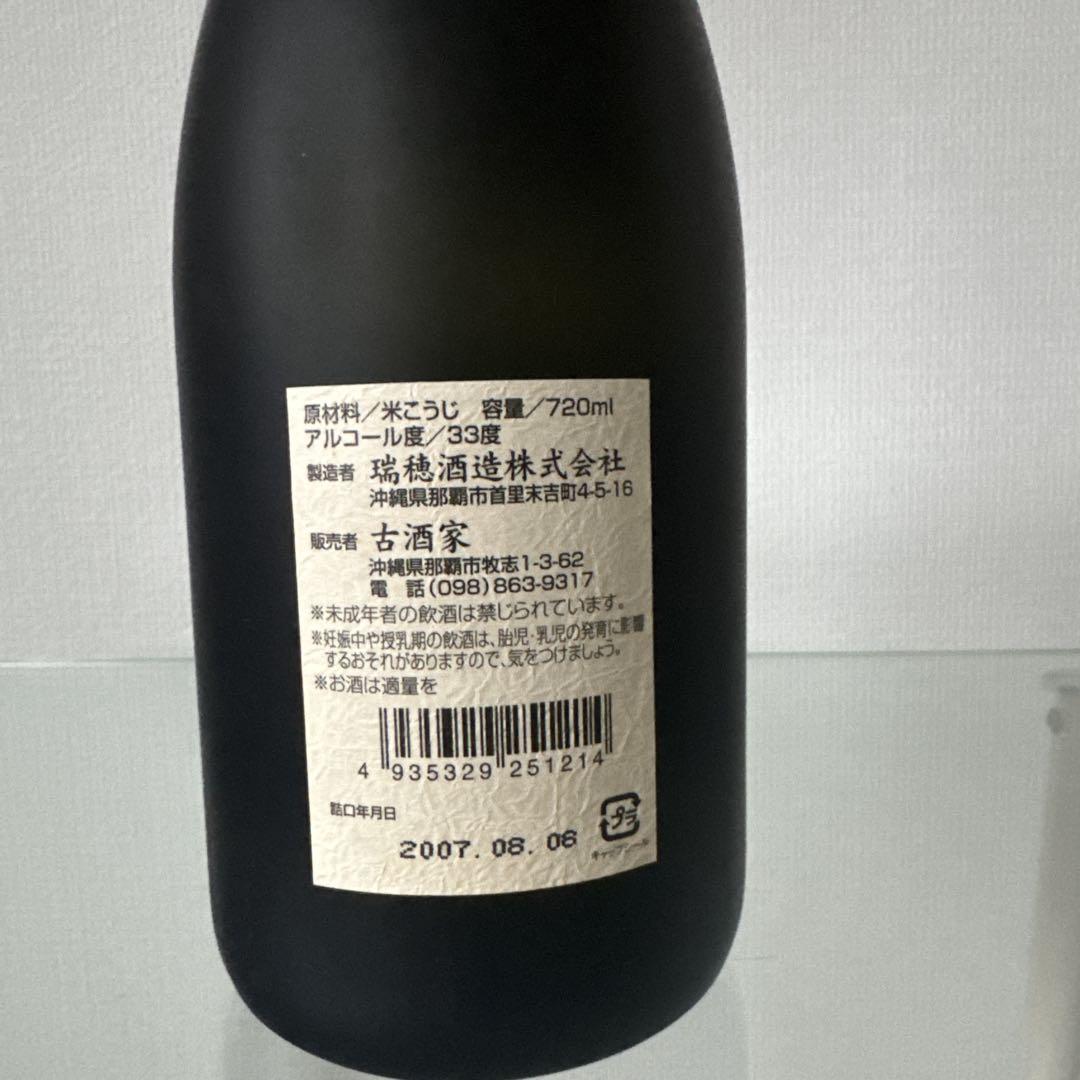 原材料／米こうじ　容量／720ml
アルコール度／33度
製造者 瑞穂酒造株式会社
沖縄県那覇市首里末吉町4-5-16
販売者 古酒家
沖縄県那覇市牧志1-3-62
電　話(098)863-9317
※未成年者の飲酒は禁じられています。
※妊娠中や授乳期の飲酒は、胎児・乳児の発育に影響
するおそれがありますので、気をつけましょう。
※お酒は適量を
4 935329 251214
詰口年月日
2007.08.06
プラ
キャップシール